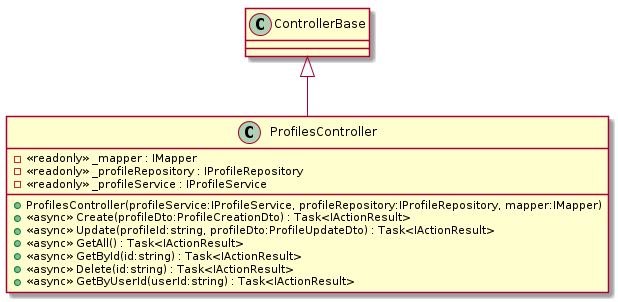 C ControllerBase
C ProfilesController
«readonly» _mapper : IMapper
«readonly» _profileRepository : IProfileRepository
«readonly» _profileService : IProfileService
ProfilesController(profileService:IProfileService, profileRepository:IProfileRepository, mapper:IMapper)
«async» Create(profileDto:ProfileCreationDto) : Task<IActionResult>
«async» Update(profileId:string, profileDto:ProfileUpdateDto) : Task<IActionResult>
«async» GetAll() : Task<IActionResult>
«async» GetById(id:string) : Task<IActionResult>
«async» Delete(id:string) : Task<IActionResult>
«async» GetByUserId(userId:string) : Task<IActionResult>